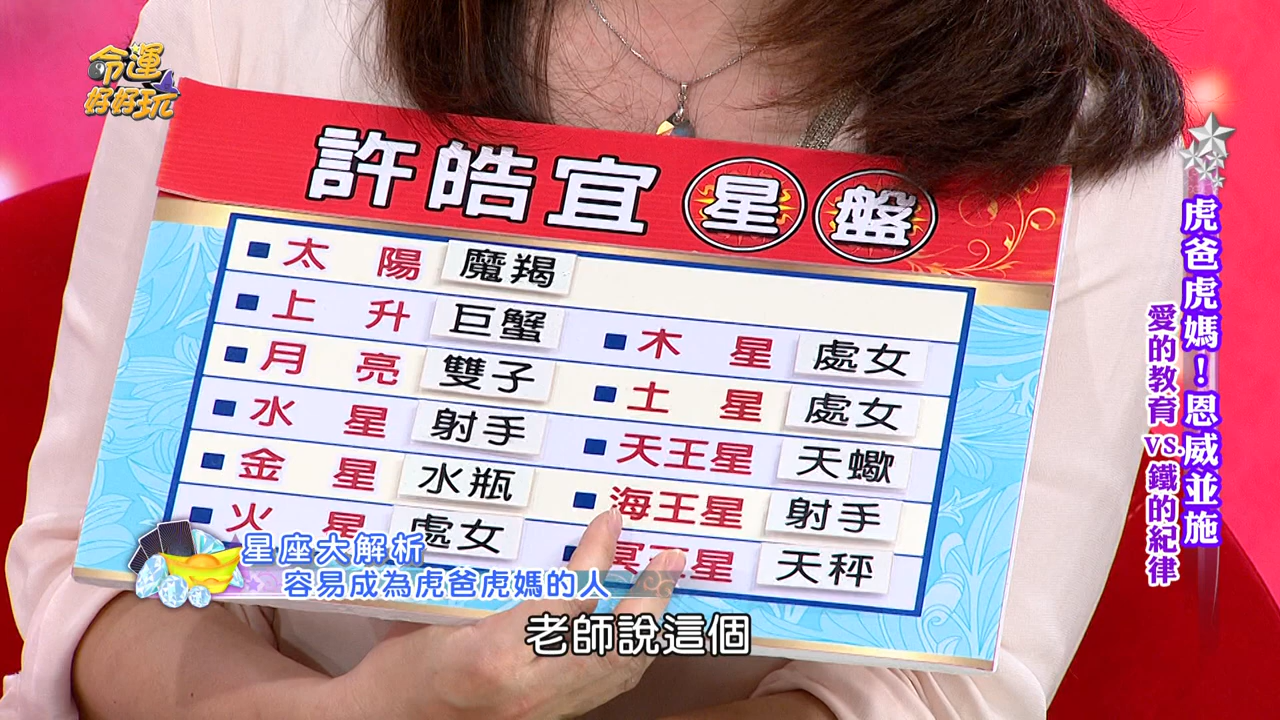 命運
好好玩
許皓宜 星盤
太陽 魔羯
上升 巨蟹
月亮 雙子
水星 射手
金星 水瓶
火星 處女
木星 處女
土星 處女
天王星 天蠍
海王星 射手
冥王星 天秤
虎爸虎媽！恩威並施
愛的教育 vs.鐵的紀律
星座大解析
容易成為虎爸虎媽的人
老師說這個